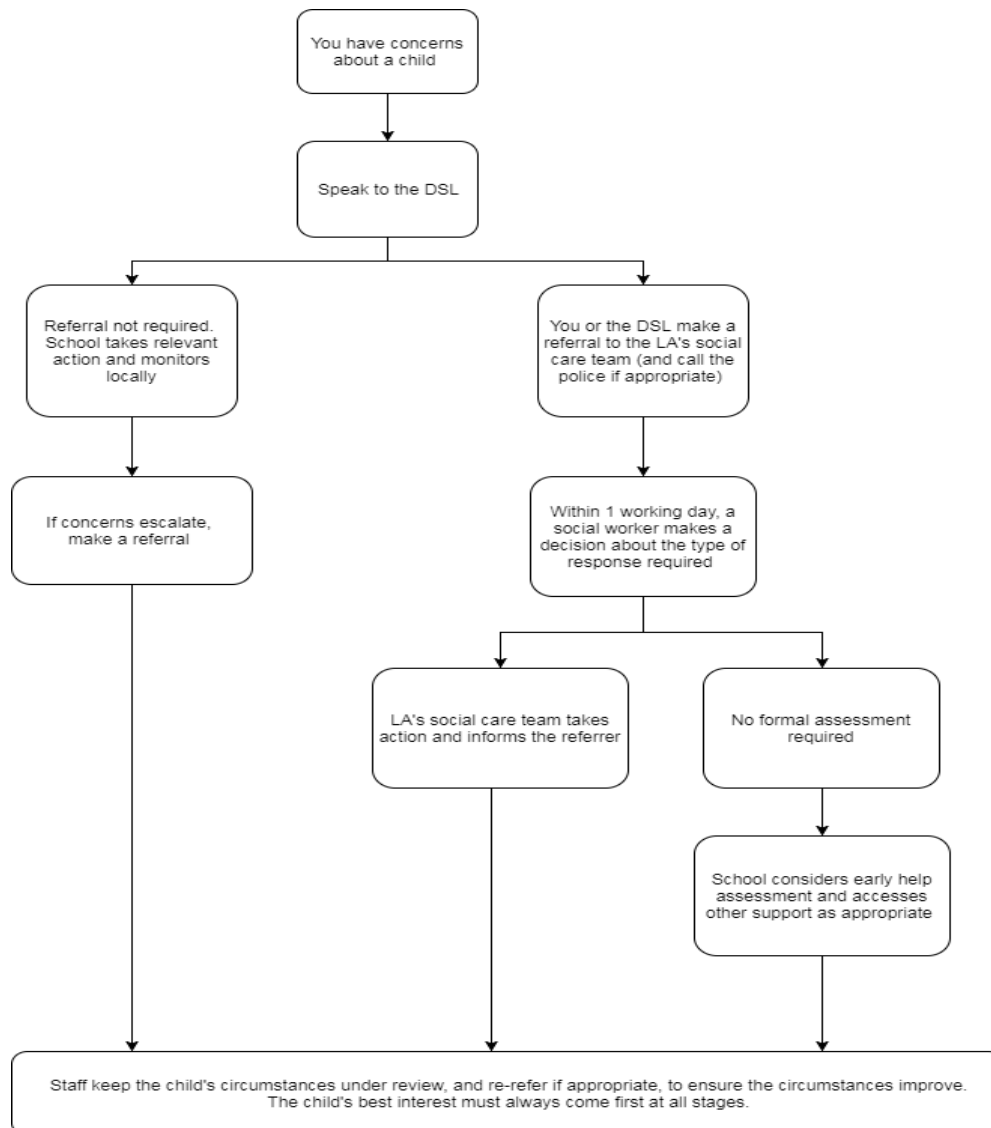 You have concerns
about a child
Speak to the DSL
Referral not required.
School takes relevant
action and monitors
locally
You or the DSL make a
referral to the LA's social
care team (and call the
police if appropriate)
If concerns escalate,
make a referral
Within 1 working day, a
social worker makes a
decision about the type of
response required
LA's social care team takes
action and informs the referrer
No formal assessment
required
School considers early help
assessment and accesses
other support as appropriate
Staff keep the child's circumstances under review, and re-refer if appropriate, to ensure the circumstances improve.
The child's best interest must always come first at all stages.